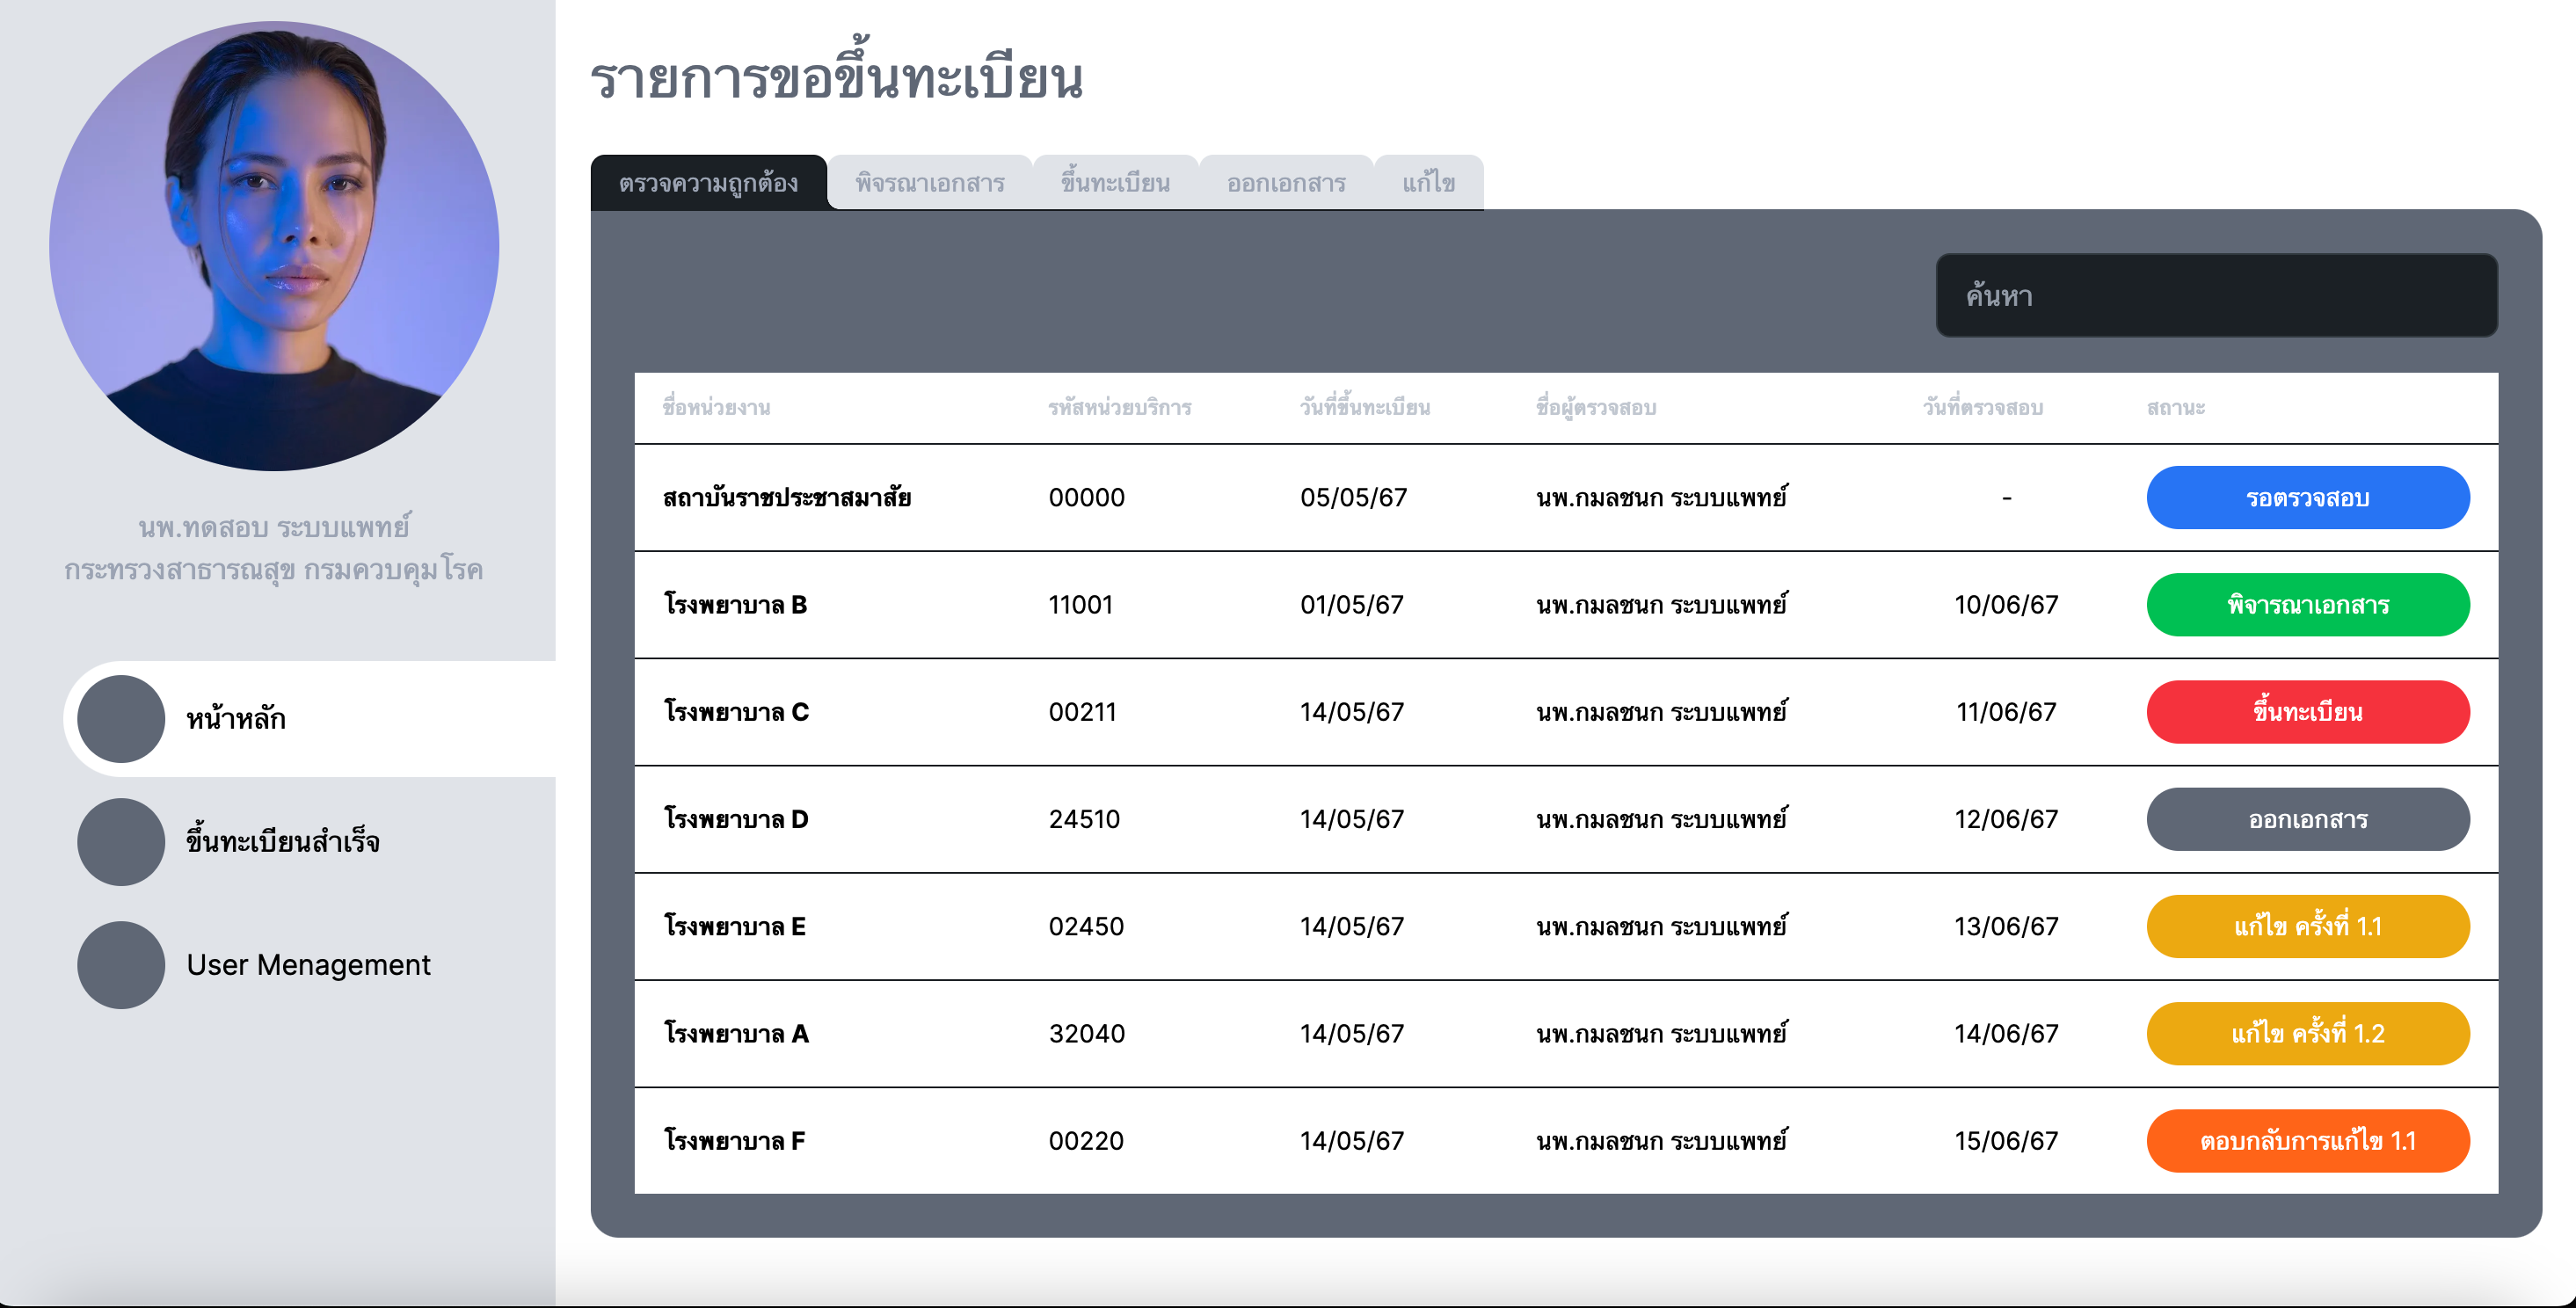 นพ.ทดสอบ ระบบแพทย์
กระทรวงสาธารณสุข กรมควบคุมโรค
หน้าหลัก
ขึ้นทะเบียนสำเร็จ
User Menagement
รายการขอขึ้นทะเบียน
ตรวจความถูกต้อง พิจรณาเอกสาร ขึ้นทะเบียน ออกเอกสาร แก้ไข
ค้นหา
ชื่อหน่วยงาน รหัสหน่วยบริการ วันที่ขึ้นทะเบียน ชื่อผู้ตรวจสอบ วันที่ตรวจสอบ สถานะ
สถาบันราชประชาสมาสัย 00000 05/05/67 นพ.กมลชนก ระบบแพทย์ - รอตรวจสอบ
โรงพยาบาล B 11001 01/05/67 นพ.กมลชนก ระบบแพทย์ 10/06/67 พิจารณาเอกสาร
โรงพยาบาล C 00211 14/05/67 นพ.กมลชนก ระบบแพทย์ 11/06/67 ขึ้นทะเบียน
โรงพยาบาล D 24510 14/05/67 นพ.กมลชนก ระบบแพทย์ 12/06/67 ออกเอกสาร
โรงพยาบาล E 02450 14/05/67 นพ.กมลชนก ระบบแพทย์ 13/06/67 แก้ไข ครั้งที่ 1.1
โรงพยาบาล A 32040 14/05/67 นพ.กมลชนก ระบบแพทย์ 14/06/67 แก้ไข ครั้งที่ 1.2
โรงพยาบาล F 00220 14/05/67 นพ.กมลชนก ระบบแพทย์ 15/06/67 ตอบกลับการแก้ไข 1.1